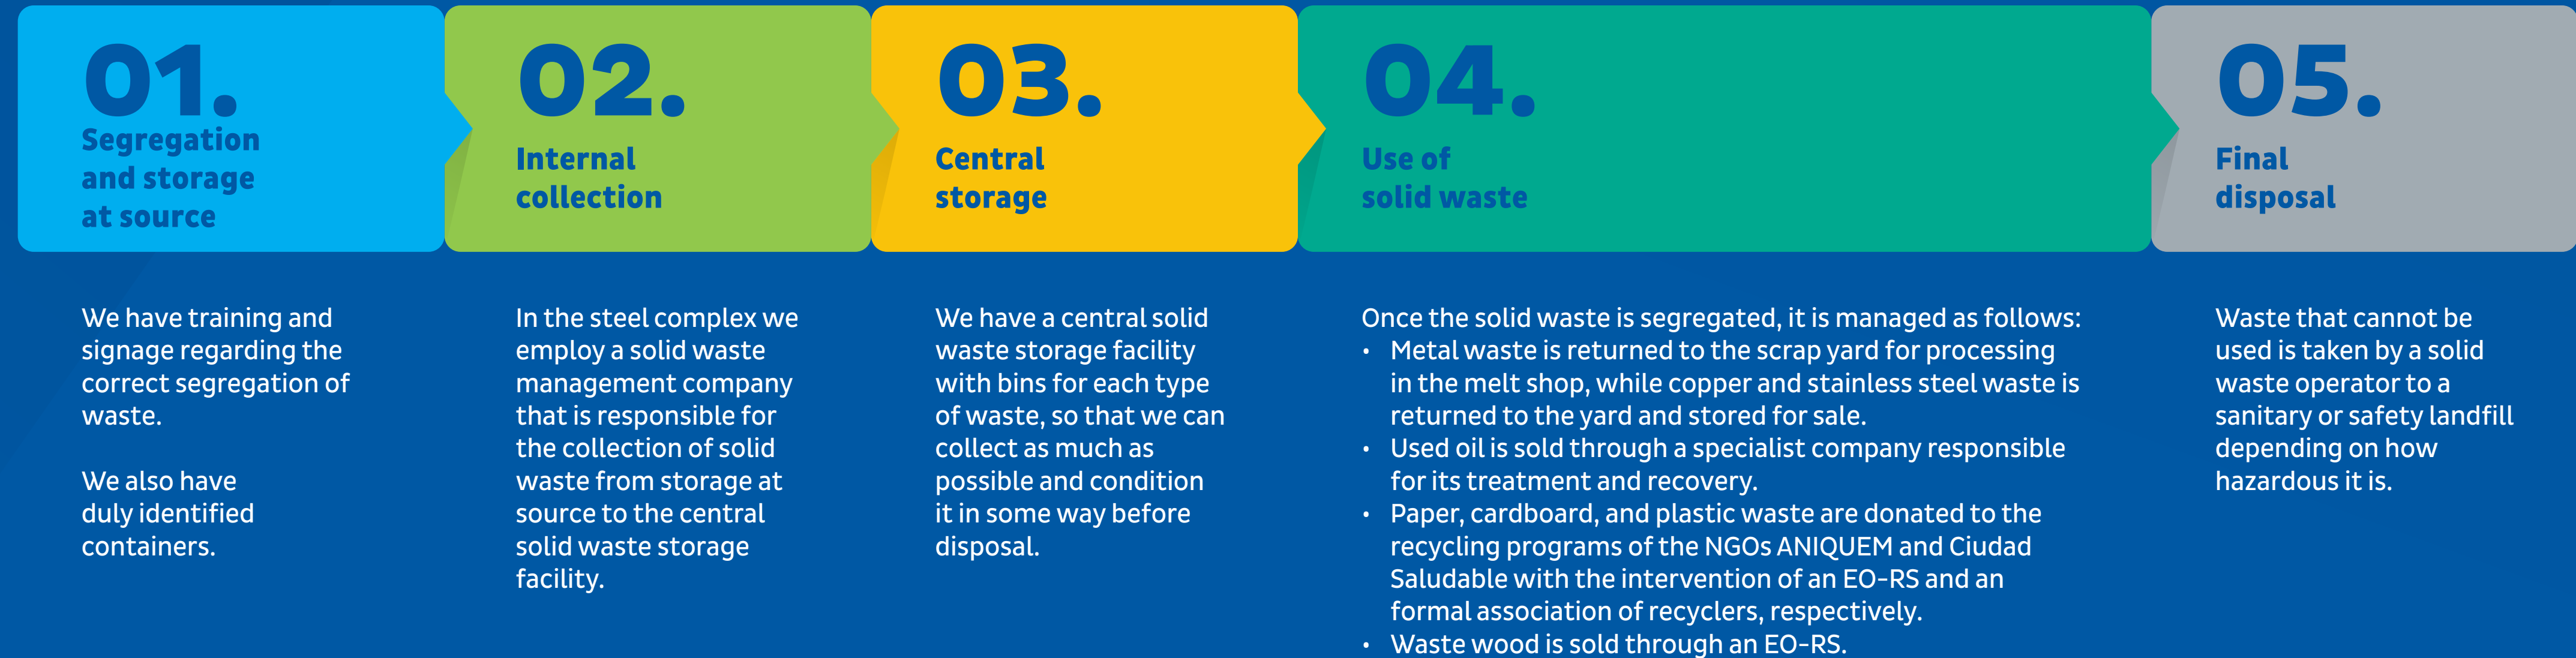 01.
Segregation
and storage
at source
We have training and
signage regarding the
correct segregation of
waste.
We also have
duly identified
containers.
02.
Internal
collection
In the steel complex we
employ a solid waste
management company
that is responsible for
the collection of solid
waste from storage at
source to the central
solid waste storage
facility.
03.
Central
storage
We have a central solid
waste storage facility
with bins for each type
of waste, so that we can
collect as much as
possible and condition
it in some way before
disposal.
04.
Use of
solid waste
Once the solid waste is segregated, it is managed as follows:
• Metal waste is returned to the scrap yard for processing
in the melt shop, while copper and stainless steel waste is
returned to the yard and stored for sale.
• Used oil is sold through a specialist company responsible
for its treatment and recovery.
• Paper, cardboard, and plastic waste are donated to the
recycling programs of the NGOs ANIQUEM and Ciudad
Saludable with the intervention of an EO-RS and an
formal association of recyclers, respectively.
• Waste wood is sold through an EO-RS.
05.
Final
disposal
Waste that cannot be
used is taken by a solid
waste operator to a
sanitary or safety landfill
depending on how
hazardous it is.